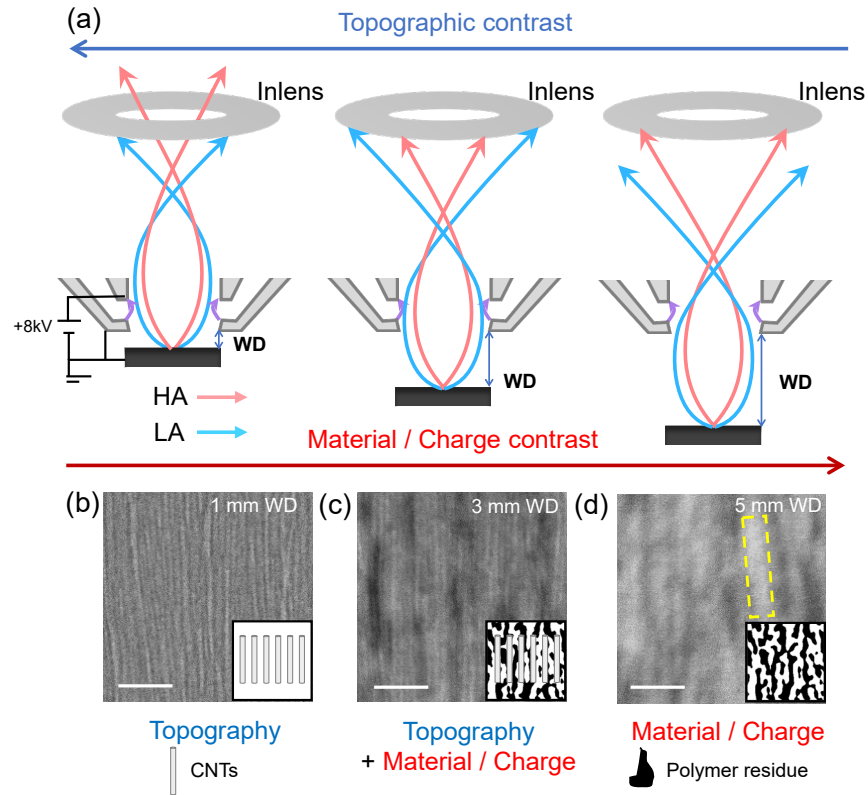 (a)
Topographic contrast
Inlens
Inlens
Inlens
+8kV
WD
WD
WD
HA
LA
Material / Charge contrast
(b)
1 mm WD
(c)
3 mm WD
(d)
5 mm WD
Topography
CNTs
Topography
+ Material / Charge
Material / Charge
Polymer residue